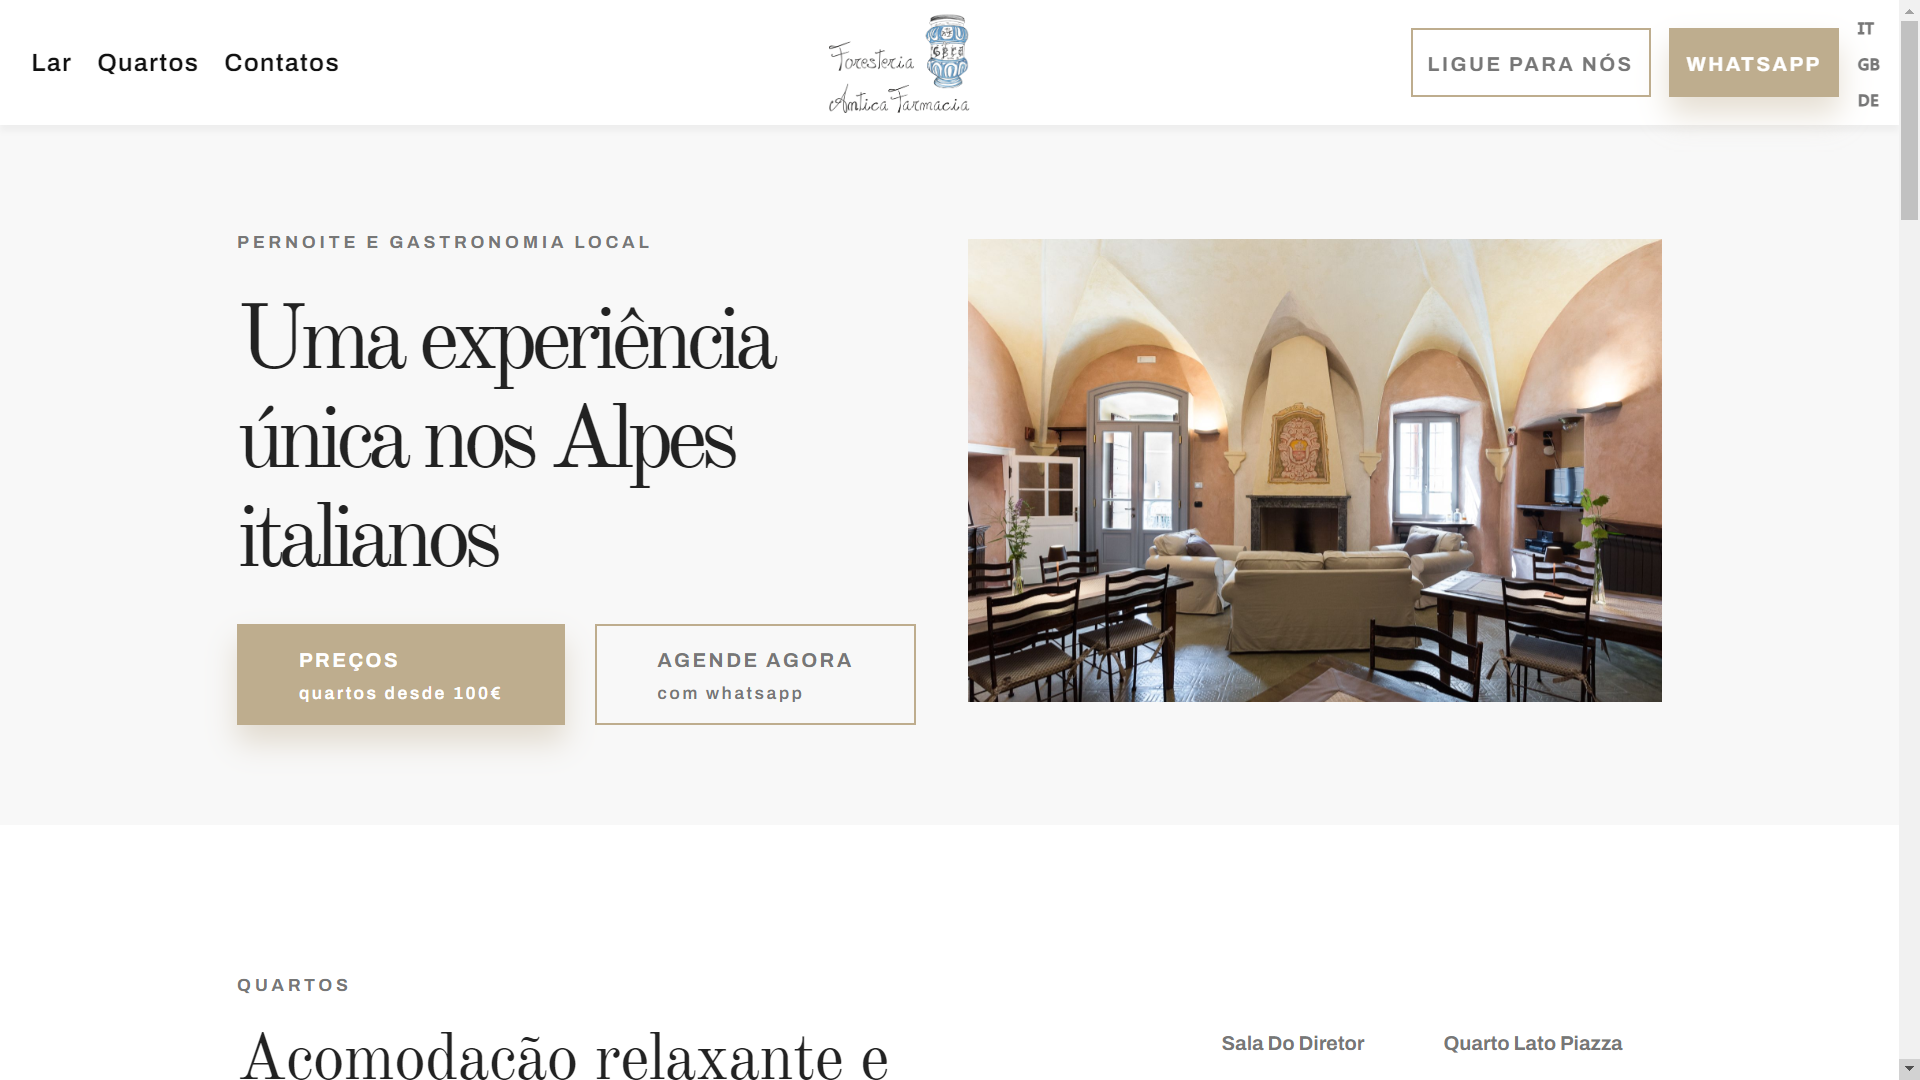 Lar
Quartos
Contatos
Foresteria
Antica Farmacia
LIGUE PARA NÓS
WHATSAPP
IT
GB
DE
PERNOITE E GASTRONOMIA LOCAL
Uma experiência
única nos Alpes
italianos
PREÇOS
quartos desde 100€
AGENDE AGORA
com whatsapp
QUARTOS
Acomodação relaxante e
Sala Do Diretor
Quarto Lato Piazza